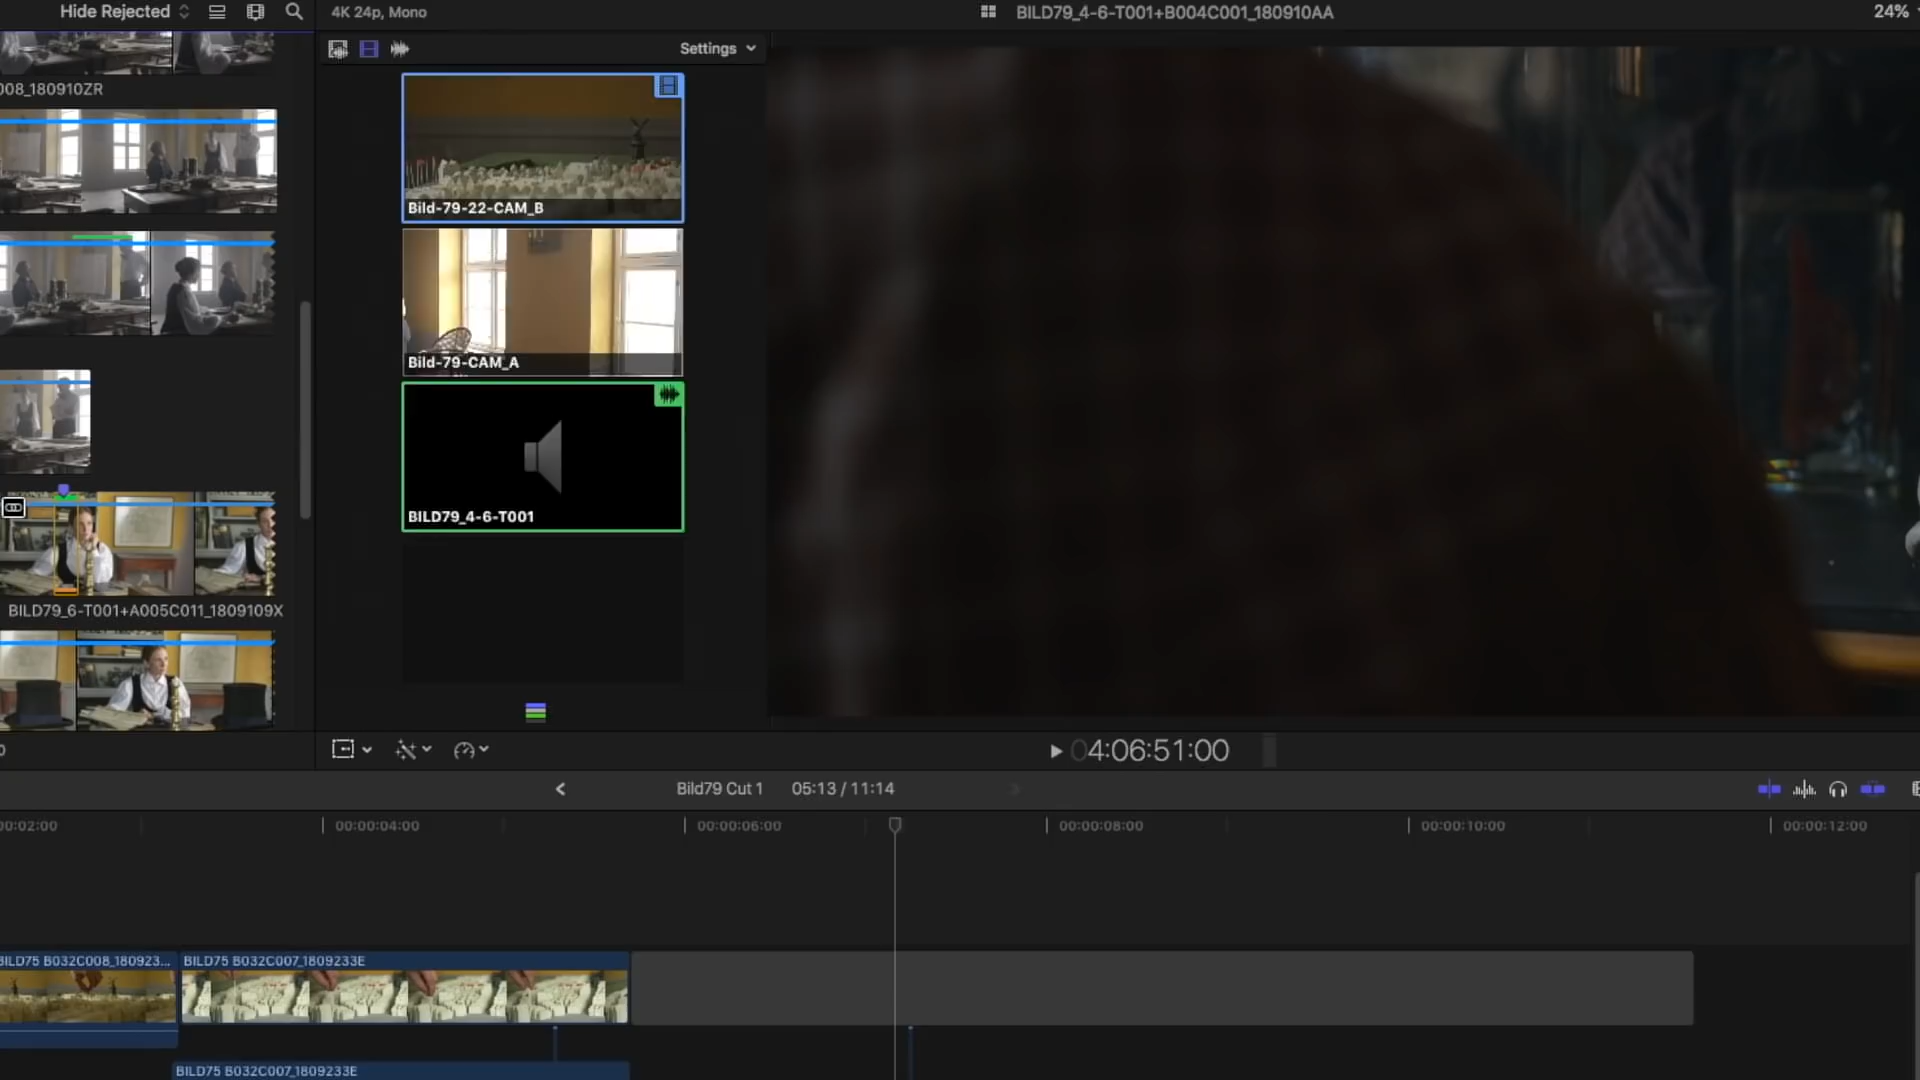 Hide Rejected
4K 24p, Mono
BILD79_4-6-T001+B004C001_180910AA
24%
Settings
008_180910ZR
Bild-79-22-CAM_B
Bild-79-CAM_A
BILD79_4-6-T001
BILD79_6-T001+A005C011_1809109X
04:06:51:00
Bild79 Cut 1
05:13 / 11:14
00:02:00
00:00:04:00
00:00:06:00
00:00:08:00
00:00:10:00
00:00:12:00
BILD75 B032C008_180923...
BILD75 B032C007_1809233E
BILD75 B032C007_1809233E